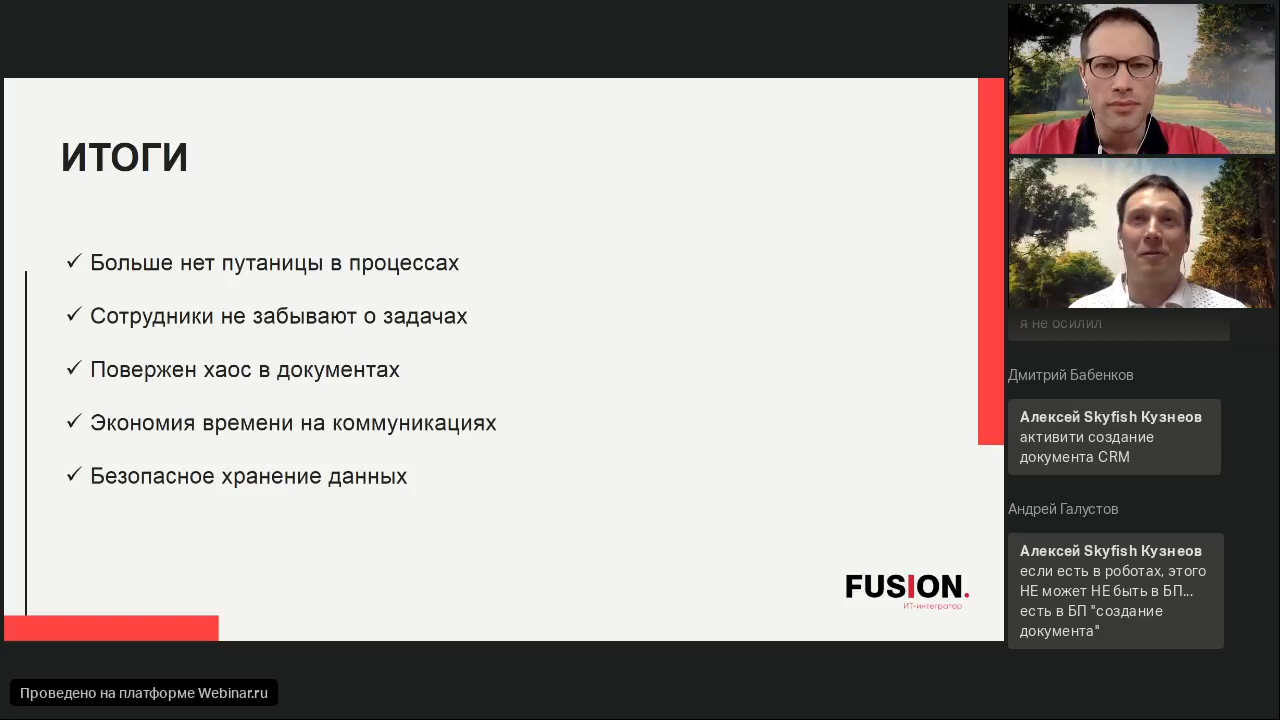 ИТОГИ
✓ Больше нет путаницы в процессах
✓ Сотрудники не забывают о задачах
✓ Повержен хаос в документах
✓ Экономия времени на коммуникациях
✓ Безопасное хранение данных
FUSION.
ИТ-интегратор
я не осилил
Дмитрий Бабенков
Алексей Skyfish Кузнеов
активити создание
документа CRM
Андрей Галустов
Алексей Skyfish Кузнеов
если есть в роботах, этого
НЕ может НЕ быть в БП...
есть в БП "создание
документа"
Проведено на платформе Webinar.ru